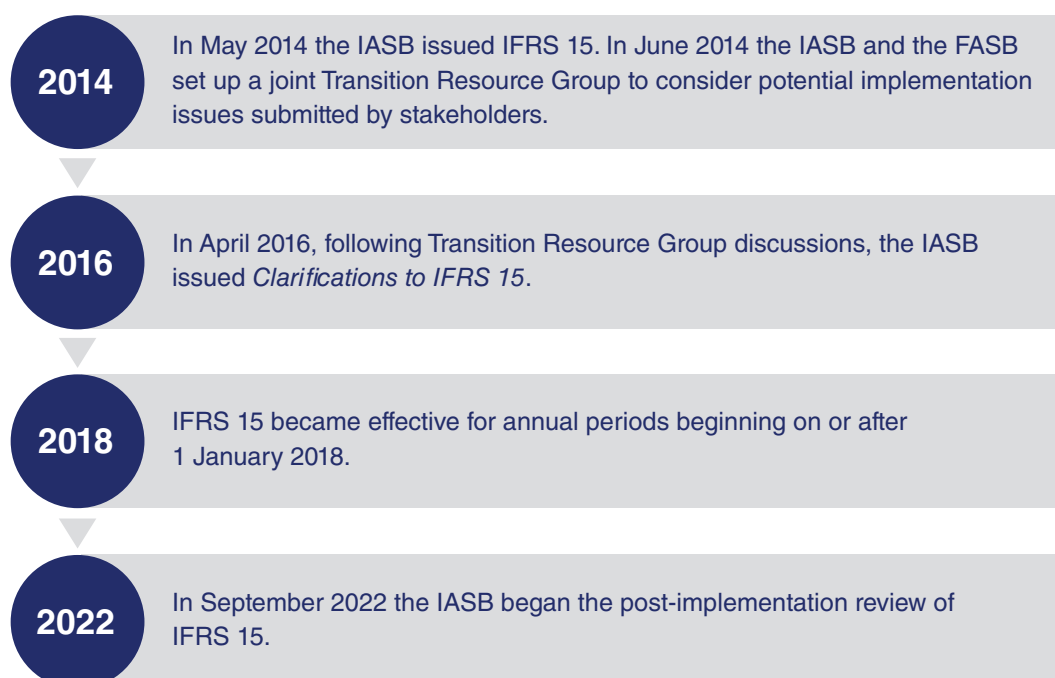 2014
In May 2014 the IASB issued IFRS 15. In June 2014 the IASB and the FASB
set up a joint Transition Resource Group to consider potential implementation
issues submitted by stakeholders.
2016
In April 2016, following Transition Resource Group discussions, the IASB
issued Clarifications to IFRS 15.
2018
IFRS 15 became effective for annual periods beginning on or after
1 January 2018.
2022
In September 2022 the IASB began the post-implementation review of
IFRS 15.